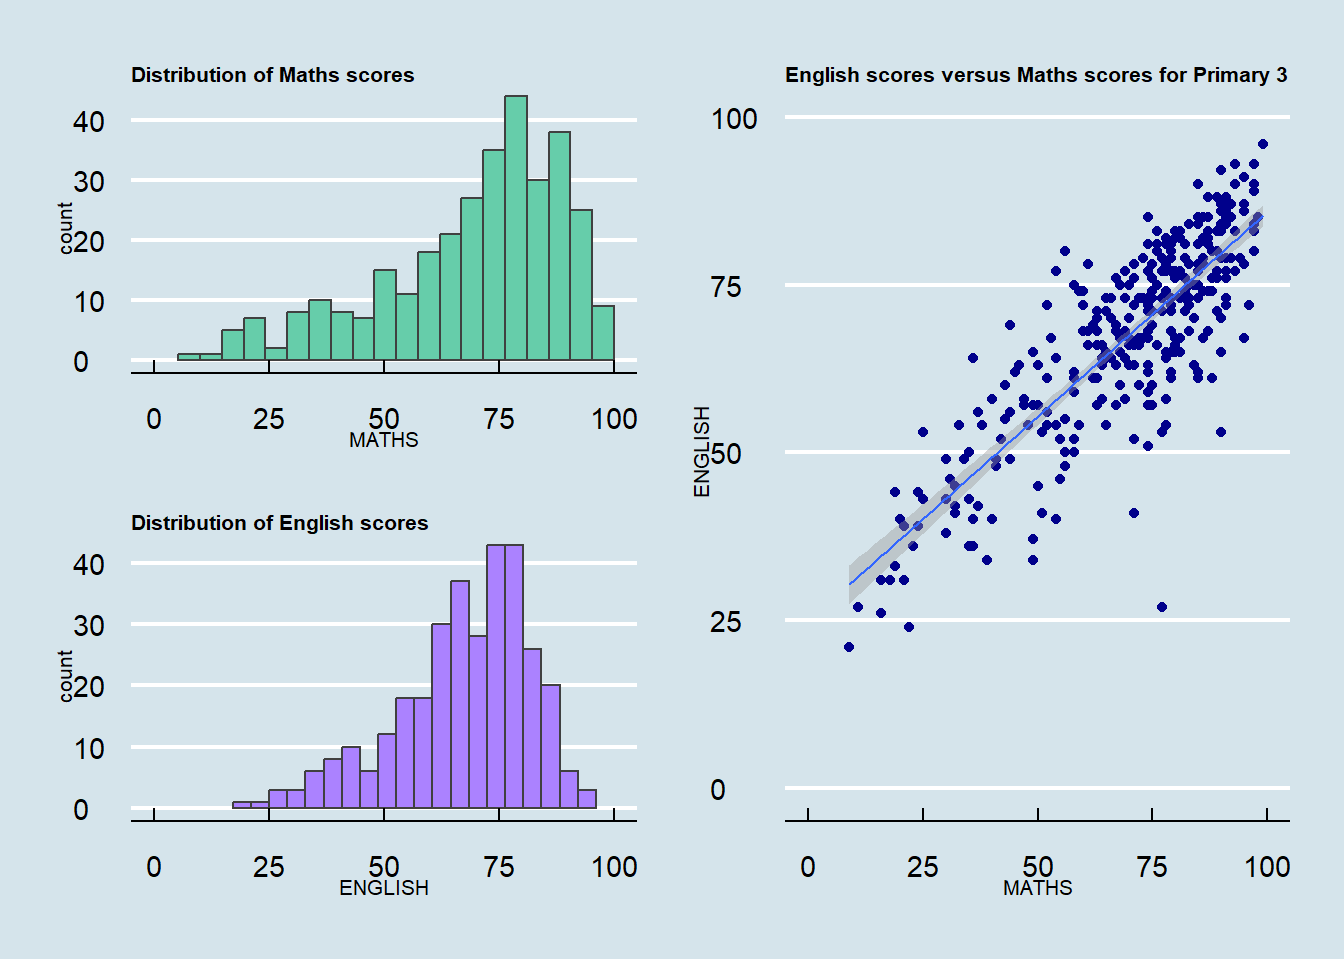 Distribution of Maths scores
40
30
20
10
0
count
0 25 50 75 100
MATHS
Distribution of English scores
40
30
20
10
0
count
0 25 50 75 100
ENGLISH
English scores versus Maths scores for Primary 3
100
75
50
25
0
ENGLISH
0 25 50 75 100
MATHS